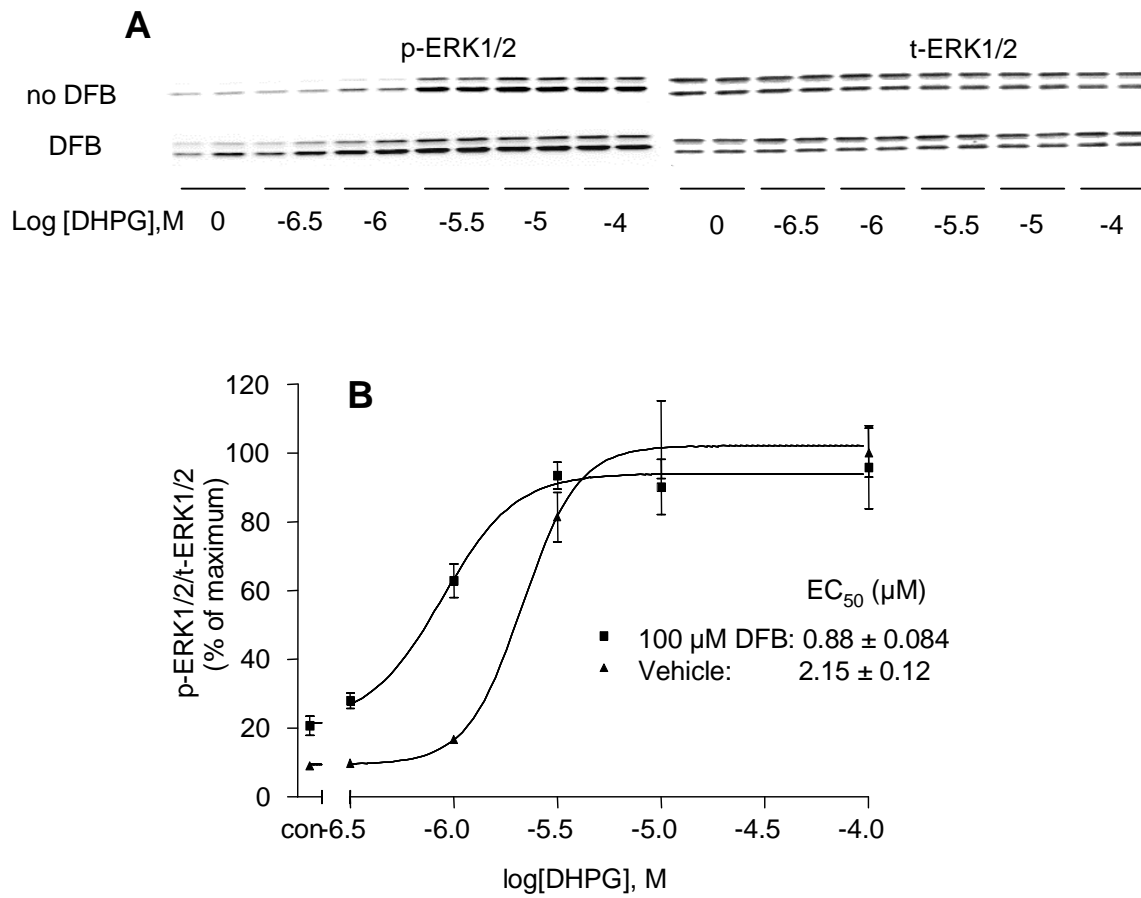 A
p-ERK1/2 t-ERK1/2
no DFB
DFB
Log [DHPG],M 0 -6.5 -6 -5.5 -5 -4 0 -6.5 -6 -5.5 -5 -4
B
120
100
80
60
40
20
0
p-ERK1/2/t-ERK1/2
(% of maximum)
EC50 (µM)
100 µM DFB: 0.88 ± 0.084
Vehicle: 2.15 ± 0.12
con -6.5 -6.0 -5.5 -5.0 -4.5 -4.0
log[DHPG], M